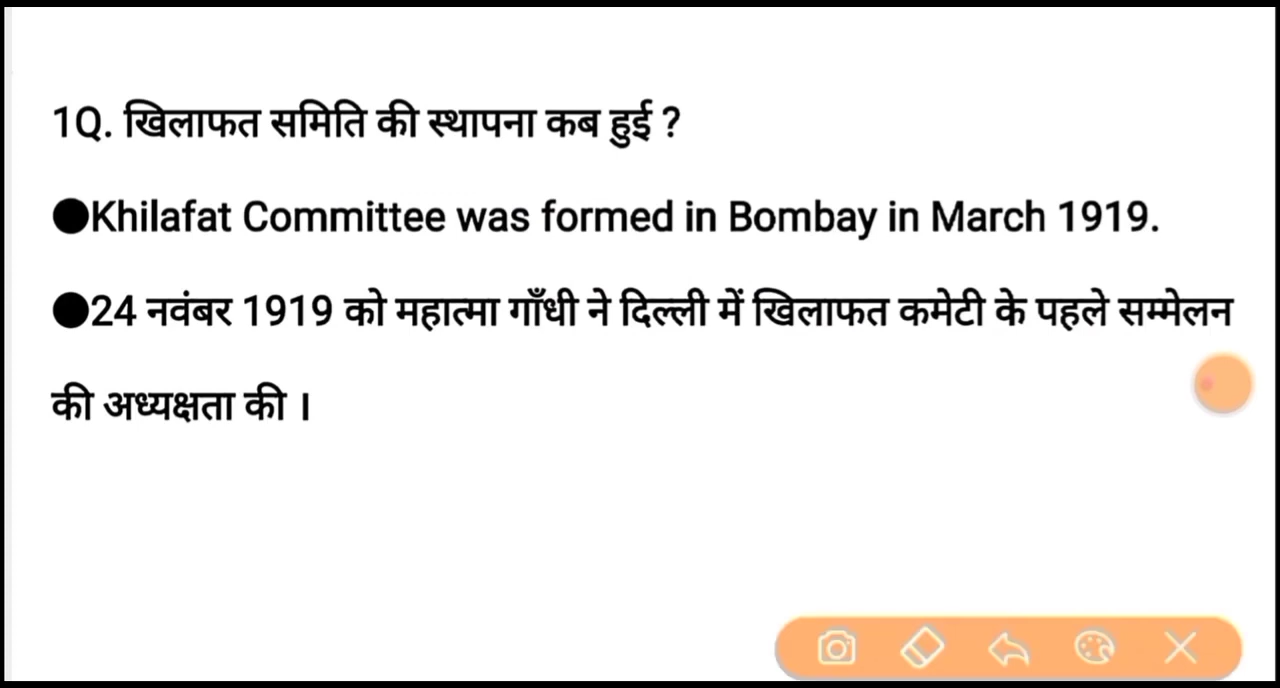 1Q. खिलाफत समिति की स्थापना कब हुई ?
●Khilafat Committee was formed in Bombay in March 1919.
●24 नवंबर 1919 को महात्मा गाँधी ने दिल्ली में खिलाफत कमेटी के पहले सम्मेलन
की अध्यक्षता की ।